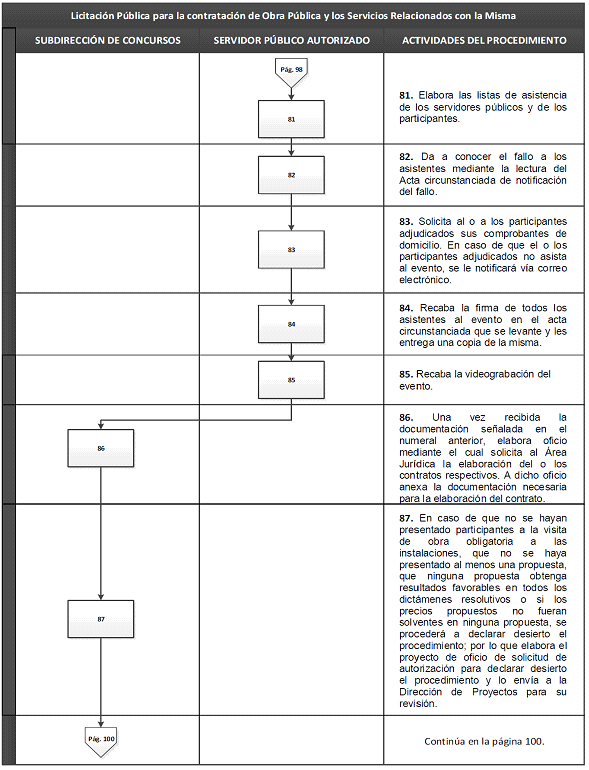 Licitación Pública para la contratación de Obra Pública y los Servicios Relacionados con la Misma
SUBDIRECCIÓN DE CONCURSOS
SERVIDOR PÚBLICO AUTORIZADO
ACTIVIDADES DEL PROCEDIMIENTO
Pág. 98
81
81. Elabora las listas de asistencia
de los servidores públicos y de los
participantes.
82
82. Da a conocer el fallo a los
asistentes mediante la lectura del
Acta circunstanciada de notificación
del fallo.
83
83. Solicita al o a los participantes
adjudicados sus comprobantes de
domicilio. En caso de que el o los
participantes adjudicados no asista
al evento, se le notificará vía correo
electrónico.
84
84. Recaba la firma de todos los
asistentes al evento en el acta
circunstanciada que se levante y les
entrega una copia de la misma.
85
85. Recaba la videograbación del
evento.
86
86. Una vez recibida la
documentación señalada en el
numeral anterior, elabora oficio
mediante el cual solicita al Área
Jurídica la elaboración del o los
contratos respectivos. A dicho oficio
anexa la documentación necesaria
para la elaboración del contrato.
87
87. En caso de que no se hayan
presentado participantes a la visita
de obra obligatoria a las
instalaciones, que no se haya
presentado al menos una propuesta,
que ninguna propuesta obtenga
resultados favorables en todos los
dictámenes resolutivos o si los
precios propuestos no fueran
solventes en ninguna propuesta, se
procederá a declarar desierto el
procedimiento; por lo que elabora el
proyecto de oficio de solicitud de
autorización para declarar desierto
el procedimiento y lo envía a la
Dirección de Proyectos para su
revisión.
Pág. 100
Continúa en la página 100.